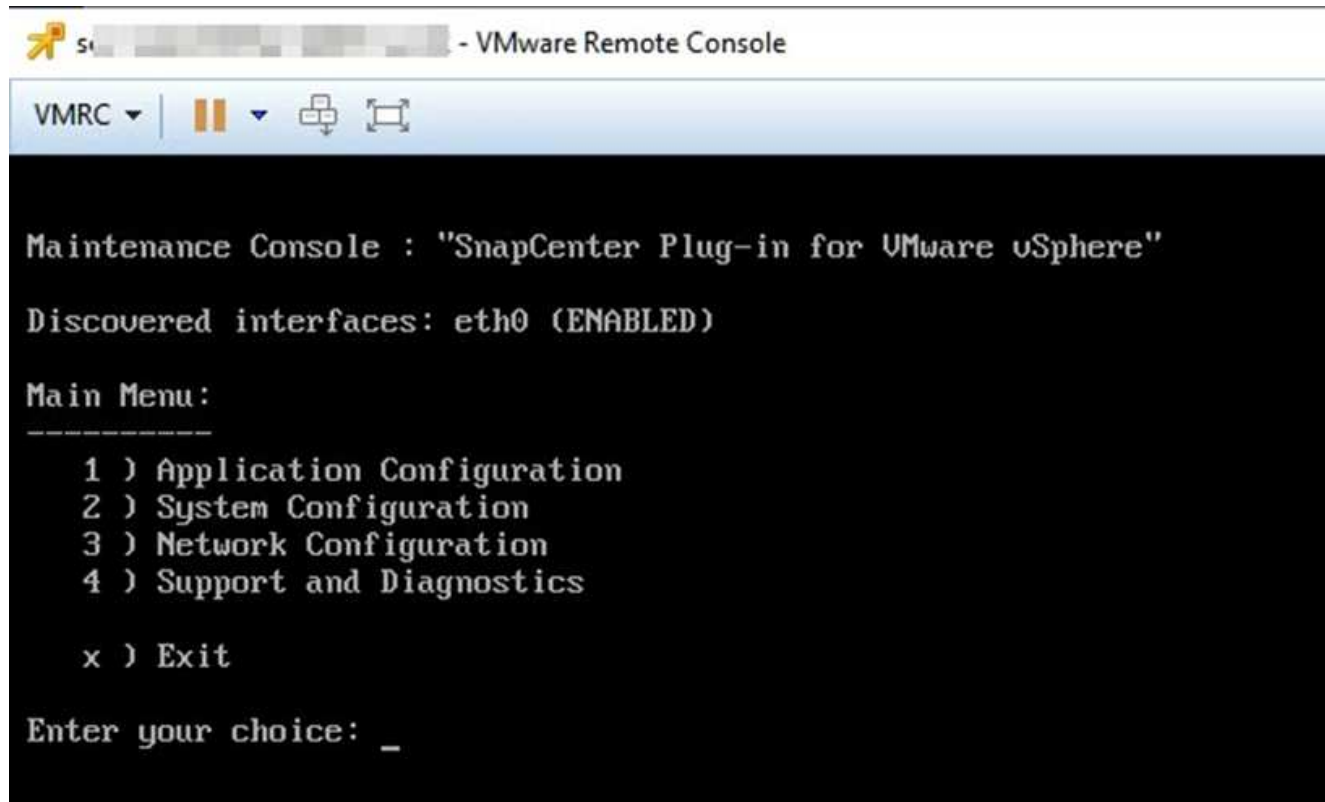 - VMware Remote Console
VMRC
Maintenance Console : "SnapCenter Plug-in for VMware vSphere"
Discovered interfaces: eth0 (ENABLED)
Main Menu:
----------
1 ) Application Configuration
2 ) System Configuration
3 ) Network Configuration
4 ) Support and Diagnostics
x ) Exit
Enter your choice: _